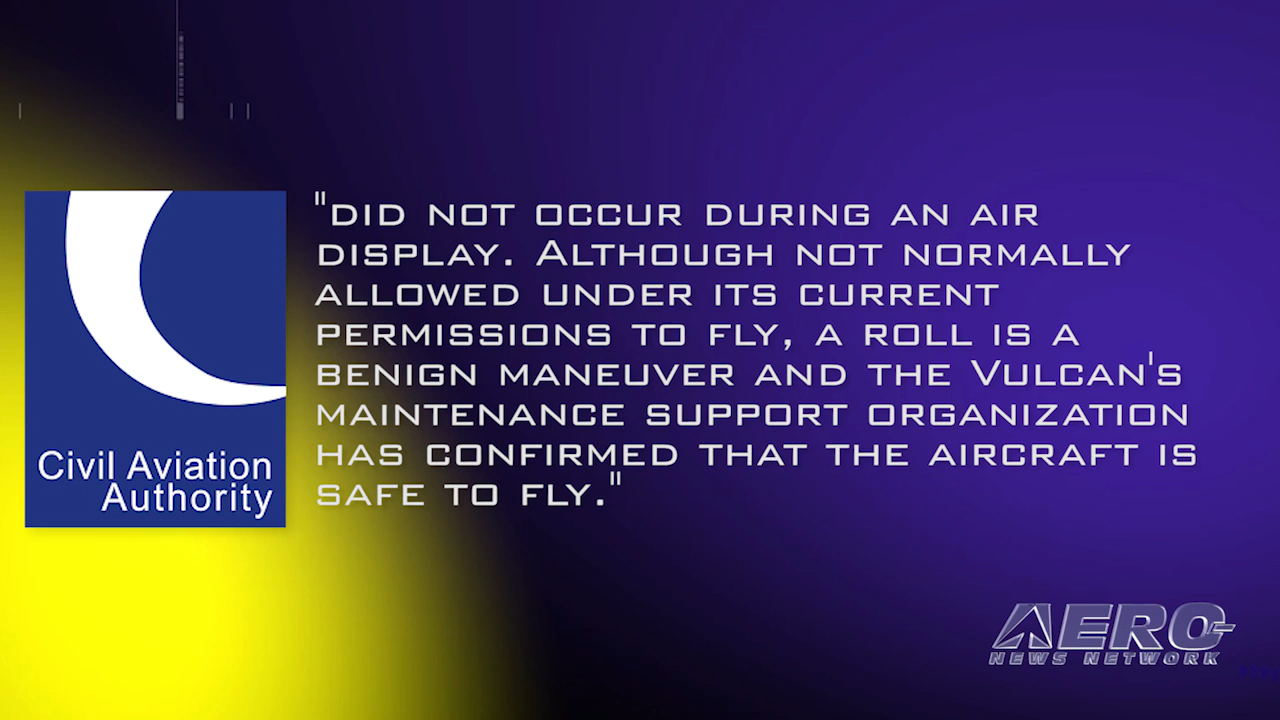 "Did not occur during an air
display. Although not normally
allowed under its current
permissions to fly, a roll is a
benign maneuver and the Vulcan's
maintenance support organization
has confirmed that the aircraft is
safe to fly."
Civil Aviation
Authority
AERO
NEWS NETWORK